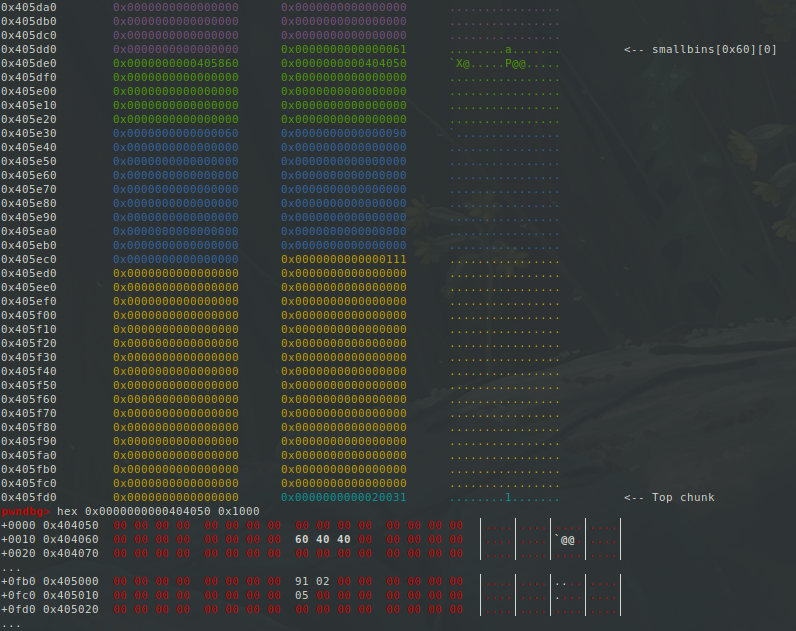 0x405da0 0x0000000000000000 0x0000000000000000 ................
0x405db0 0x0000000000000000 0x0000000000000000 ................
0x405dc0 0x0000000000000000 0x0000000000000000 ................
0x405dd0 0x0000000000000000 0x0000000000000061 ........a....... <-- smallbins[0x60][0]
0x405de0 0x0000000000405860 0x0000000000404050 `X@.....P@@.....
0x405df0 0x0000000000000000 0x0000000000000000 ................
0x405e00 0x0000000000000000 0x0000000000000000 ................
0x405e10 0x0000000000000000 0x0000000000000000 ................
0x405e20 0x0000000000000000 0x0000000000000000 ................
0x405e30 0x0000000000000060 0x0000000000000090 `...............
0x405e40 0x0000000000000000 0x0000000000000000 ................
0x405e50 0x0000000000000000 0x0000000000000000 ................
0x405e60 0x0000000000000000 0x0000000000000000 ................
0x405e70 0x0000000000000000 0x0000000000000000 ................
0x405e80 0x0000000000000000 0x0000000000000000 ................
0x405e90 0x0000000000000000 0x0000000000000000 ................
0x405ea0 0x0000000000000000 0x0000000000000000 ................
0x405eb0 0x0000000000000000 0x0000000000000000 ................
0x405ec0 0x0000000000000000 0x0000000000000111 ................
0x405ed0 0x0000000000000000 0x0000000000000000 ................
0x405ee0 0x0000000000000000 0x0000000000000000 ................
0x405ef0 0x0000000000000000 0x0000000000000000 ................
0x405f00 0x0000000000000000 0x0000000000000000 ................
0x405f10 0x0000000000000000 0x0000000000000000 ................
0x405f20 0x0000000000000000 0x0000000000000000 ................
0x405f30 0x0000000000000000 0x0000000000000000 ................
0x405f40 0x0000000000000000 0x0000000000000000 ................
0x405f50 0x0000000000000000 0x0000000000000000 ................
0x405f60 0x0000000000000000 0x0000000000000000 ................
0x405f70 0x0000000000000000 0x0000000000000000 ................
0x405f80 0x0000000000000000 0x0000000000000000 ................
0x405f90 0x0000000000000000 0x0000000000000000 ................
0x405fa0 0x0000000000000000 0x0000000000000000 ................
0x405fb0 0x0000000000000000 0x0000000000000000 ................
0x405fc0 0x0000000000000000 0x0000000000000000 ................
0x405fd0 0x0000000000000000 0x0000000000020031 ........1....... <-- Top chunk
pwndbg> hex 0x0000000000404050 0x1000
+0000 0x404050 00 00 00 00 00 00 00 00 00 00 00 00 00 00 00 00 |....|....|....|....|
+0010 0x404060 00 00 00 00 00 00 00 00 60 40 40 00 00 00 00 00 |....|....|`@@.|....|
+0020 0x404070 00 00 00 00 00 00 00 00 00 00 00 00 00 00 00 00 |....|....|....|....|
...
+0fb0 0x405000 00 00 00 00 00 00 00 00 91 02 00 00 00 00 00 00 |....|....|....|....|
+0fc0 0x405010 00 00 00 00 00 00 00 00 05 00 00 00 00 00 00 00 |....|....|....|....|
+0fd0 0x405020 00 00 00 00 00 00 00 00 00 00 00 00 00 00 00 00 |....|....|....|....|
...